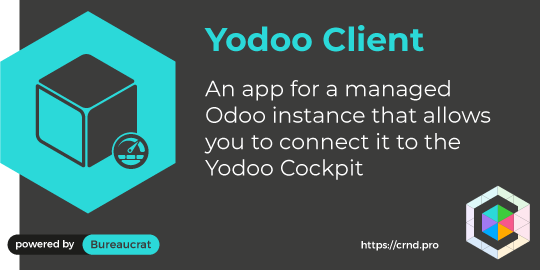 Yodoo Client
An app for a managed
Odoo instance that allows
you to connect it to the
Yodoo Cockpit
powered by Bureaucrat
https://crnd.pro